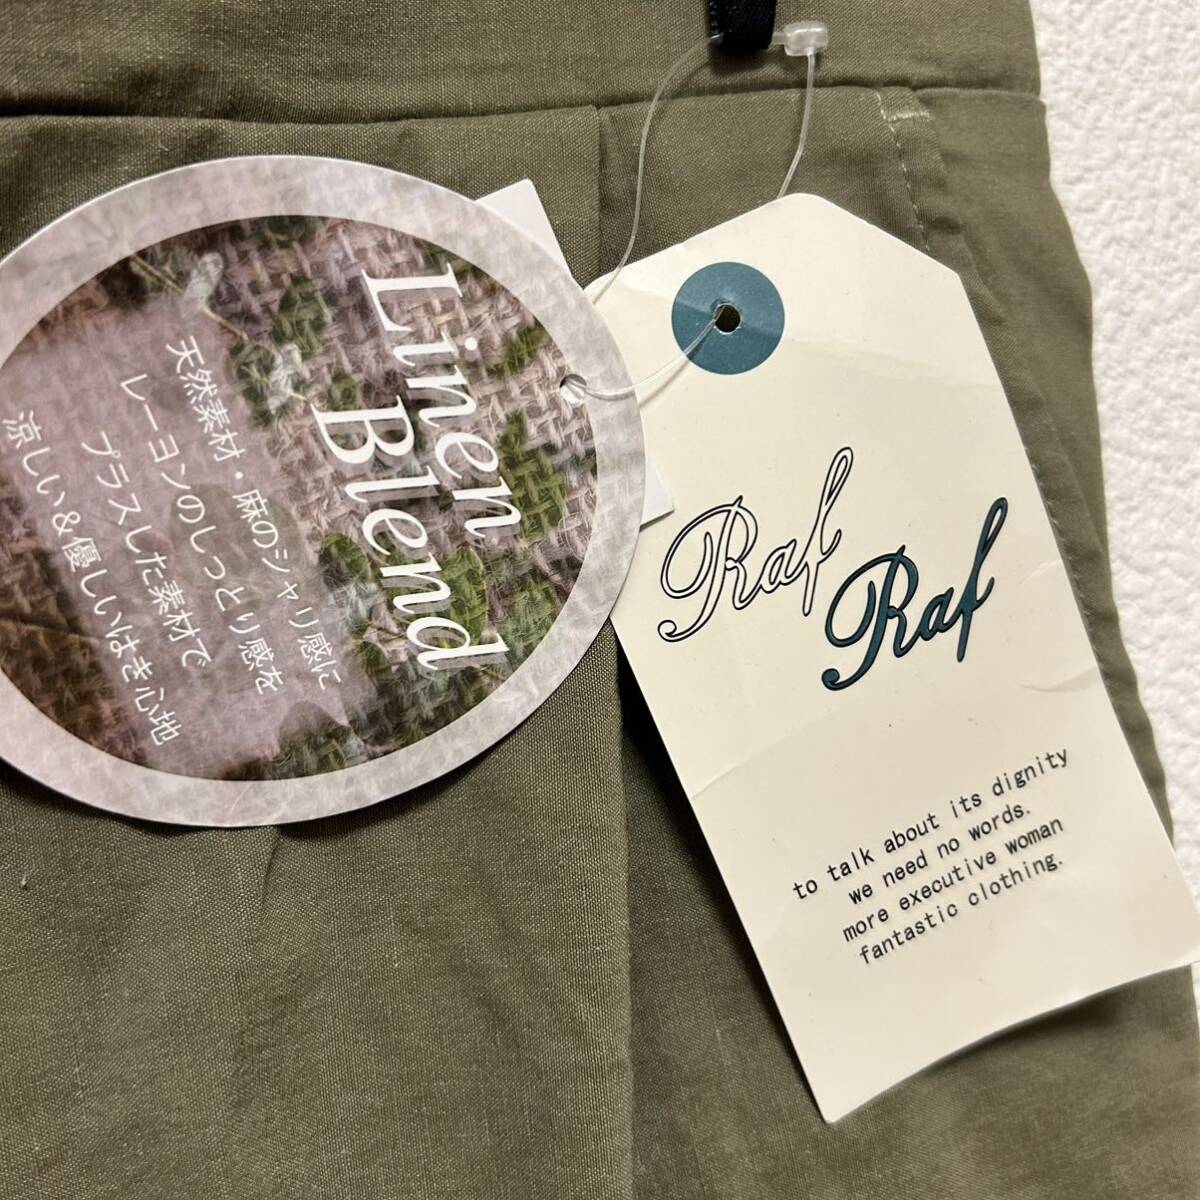 Linen
Blend
天然素材・麻のシャリ感に
レーヨンのしっとり感を
プラスした素材で
涼しい&優しいはき心地
Raf
Raf
to talk about its dignity
we need no words.
more executive woman
fantastic clothing.